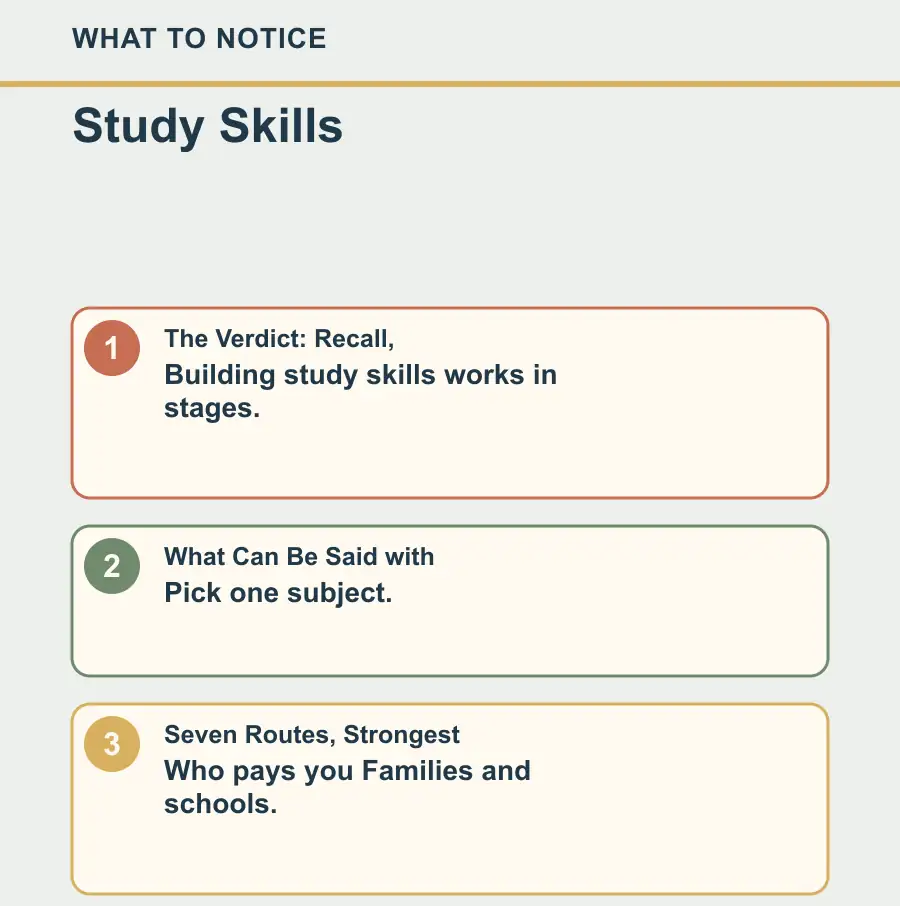 WHAT TO NOTICE
Study Skills
1
The Verdict: Recall,
Building study skills works in
stages.
2
What Can Be Said with
Pick one subject.
3
Seven Routes, Strongest
Who pays you Families and
schools.